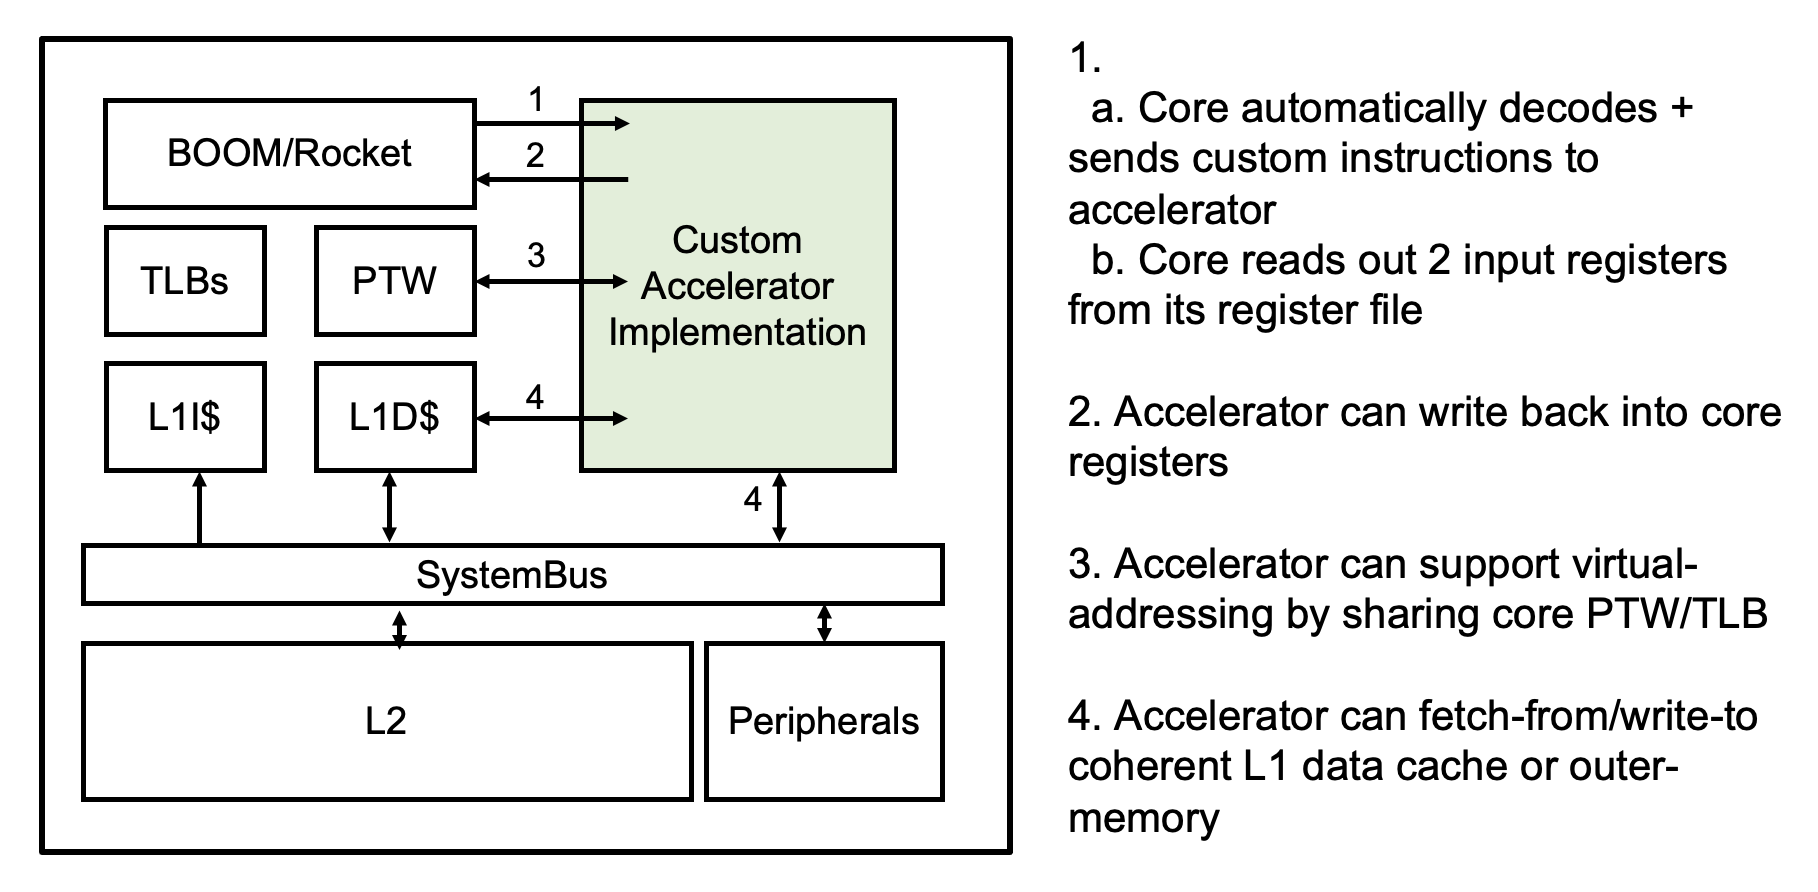 BOOM/Rocket
1
2
TLBs
PTW
3
Custom
Accelerator
Implementation
L1I$
L1D$
4
4
SystemBus
L2
Peripherals
1.
a. Core automatically decodes +
sends custom instructions to
accelerator
b. Core reads out 2 input registers
from its register file
2. Accelerator can write back into core
registers
3. Accelerator can support virtual-
addressing by sharing core PTW/TLB
4. Accelerator can fetch-from/write-to
coherent L1 data cache or outer-
memory